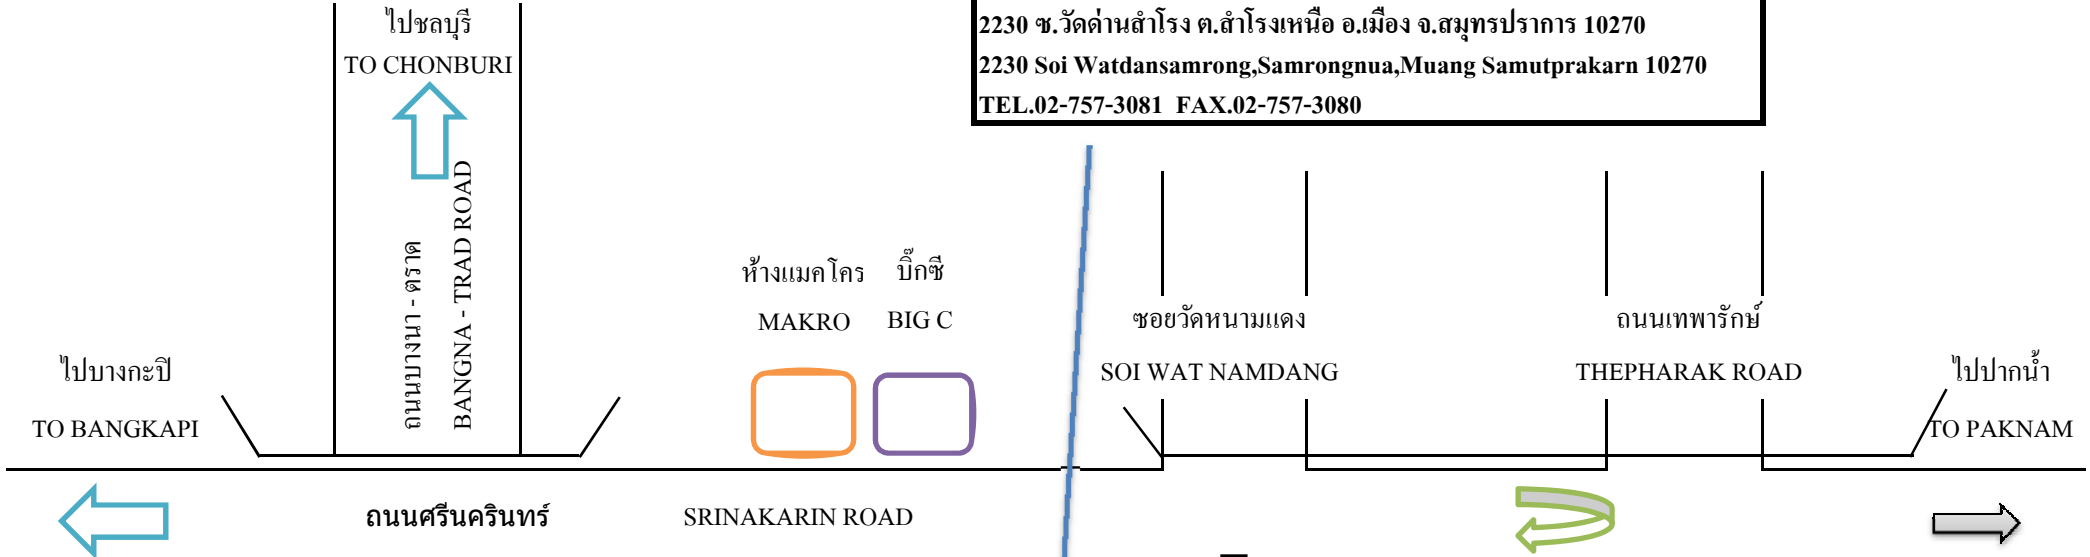 ไปชลบุรี
TO CHONBURI
2230 ซ.วัดด่านสำโรง ต.สำโรงเหนือ อ.เมือง จ.สมุทรปราการ 10270
2230 Soi Watdansamrong,Samrongnua,Muang Samutprakarn 10270
TEL.02-757-3081 FAX.02-757-3080
ถนนบางนา - ตราด
BANGNA - TRAD ROAD
ห้างแมคโคร
MAKRO
บิ๊กซี
BIG C
ซอยวัดหนามแดง
SOI WAT NAMDANG
ถนนเทพารักษ์
THEPHARAK ROAD
ไปบางกะปิ
TO BANGKAPI
ไปปากน้ำ
TO PAKNAM
ถนนศรีนครินทร์
SRINAKARIN ROAD